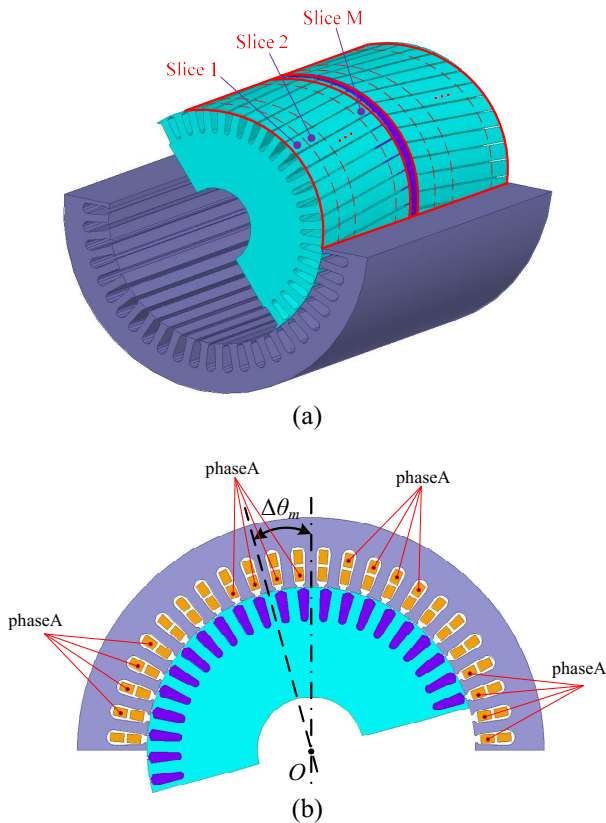 Slice M
Slice 2
Slice 1
...
...
(a)
phaseA
phaseA
Δθm
phaseA
phaseA
O
(b)